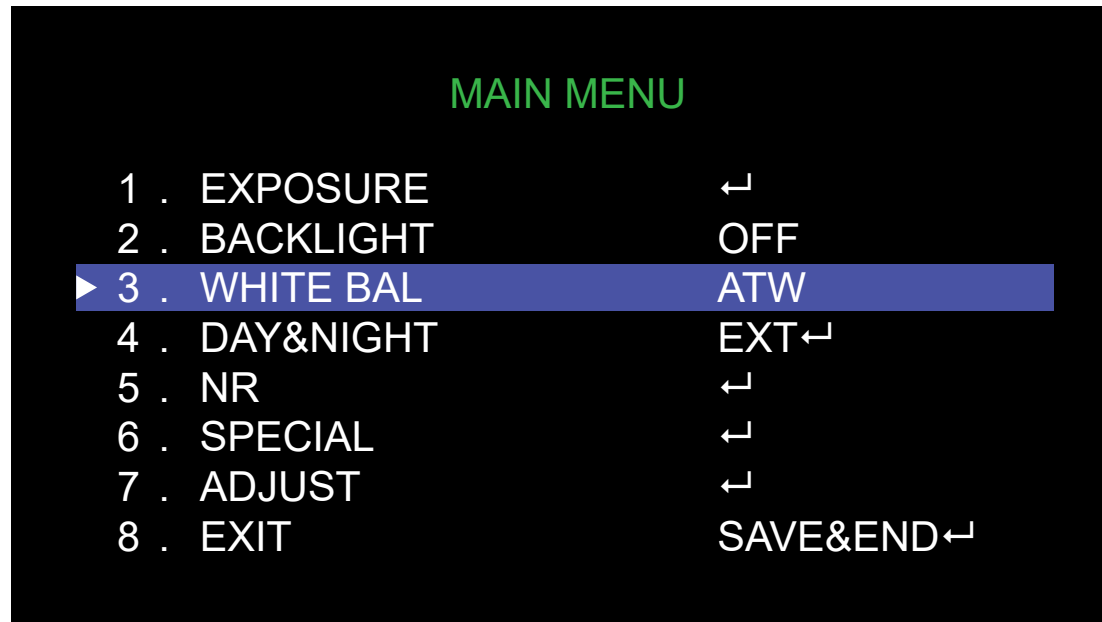 MAIN MENU
1 . EXPOSURE ↵
2 . BACKLIGHT OFF
3 . WHITE BAL ATW
4 . DAY&NIGHT EXT↵
5 . NR ↵
6 . SPECIAL ↵
7 . ADJUST ↵
8 . EXIT SAVE&END↵